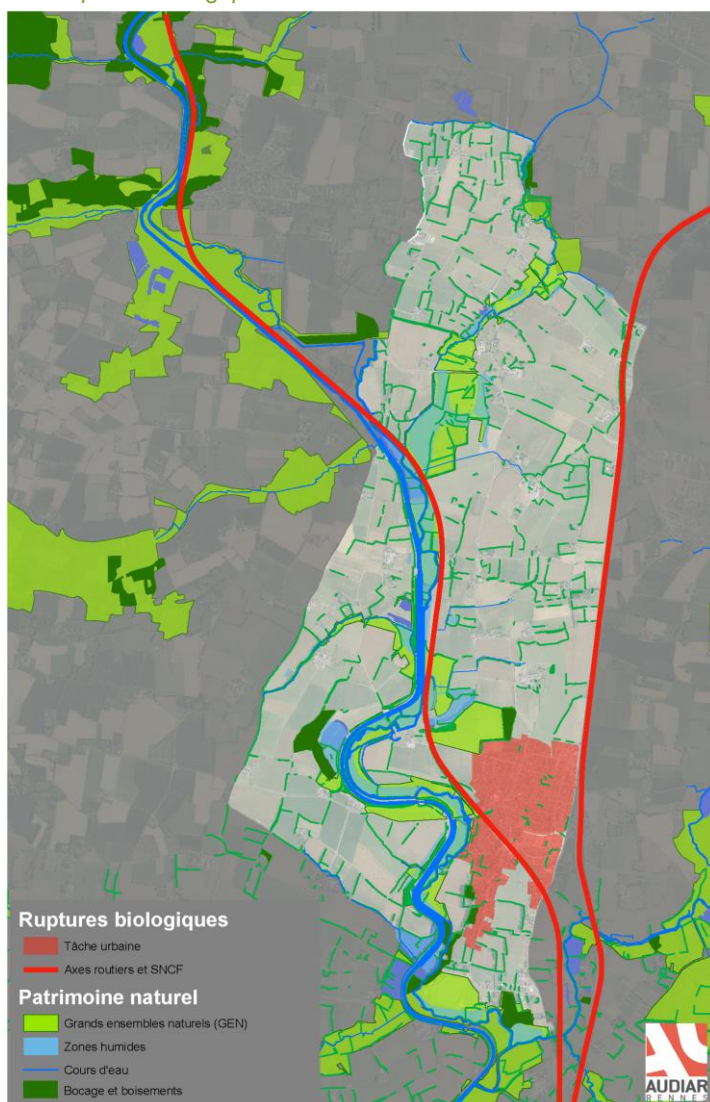 Ruptures biologiques
Tâche urbaine
Axes routiers et SNCF
Patrimoine naturel
Grands ensembles naturels (GEN)
Zones humides
Cours d'eau
Bocage et boisements
AUDIAR
RENNES